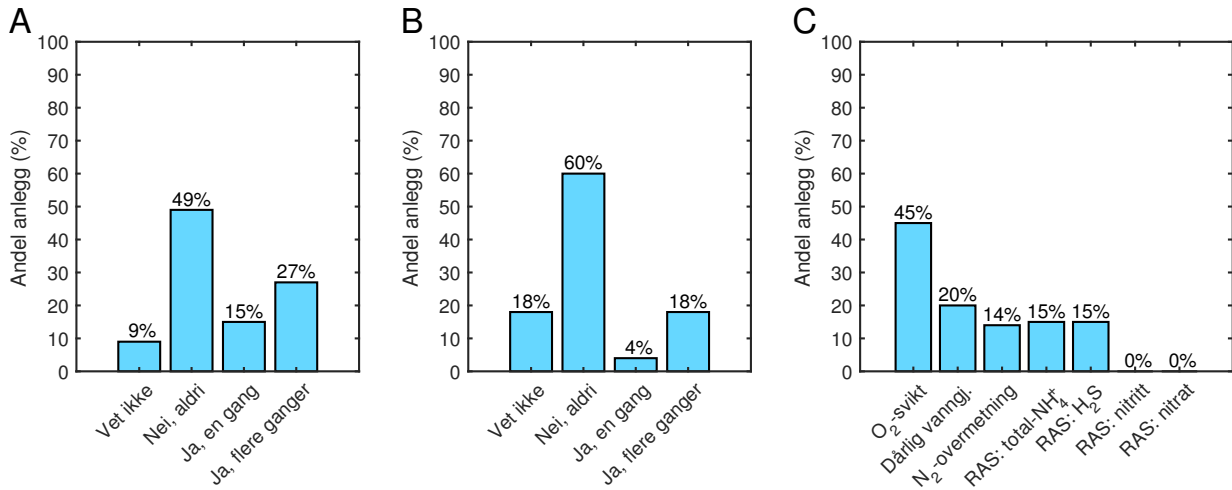 A
Andel anlegg (%)
100
90
80
70
60
50
40
30
20
10
0
9%
49%
15%
27%
Vet ikke
Nei, aldri
Ja, en gang
Ja, flere ganger
B
Andel anlegg (%)
100
90
80
70
60
50
40
30
20
10
0
18%
60%
4%
18%
Vet ikke
Nei, aldri
Ja, en gang
Ja, flere ganger
C
Andel anlegg (%)
100
90
80
70
60
50
40
30
20
10
0
45%
20%
14%
15%
15%
0%
0%
O₂-svikt
Dårlig vanngj.
N₂-overmetning
RAS: total-NH₄⁺
RAS: H₂S
RAS: nitritt
RAS: nitrat